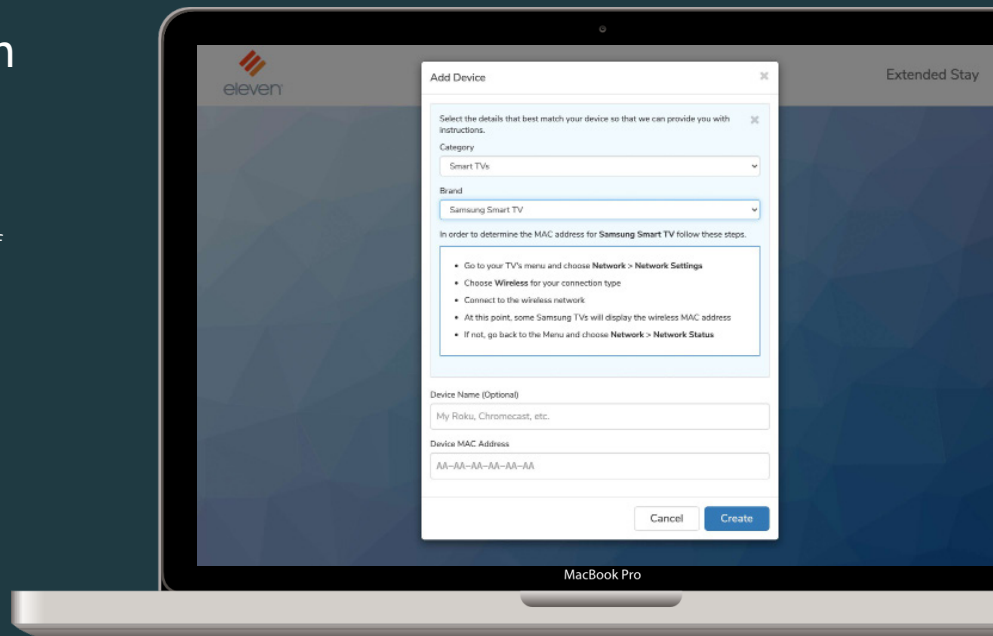 n
f
eleven
Extended Stay
Add Device
Select the details that best match your device so that we can provide you with
instructions.
Category
Smart TVs
Brand
Samsung Smart TV
In order to determine the MAC address for Samsung Smart TV follow these steps.
• Go to your TV's menu and choose Network > Network Settings
• Choose Wireless for your connection type
• Connect to the wireless network
• At this point, some Samsung TVs will display the wireless MAC address
• If not, go back to the Menu and choose Network > Network Status
Device Name (Optional)
My Roku, Chromecast, etc.
Device MAC Address
AA-AA-AA-AA-AA-AA
Cancel
Create
MacBook Pro